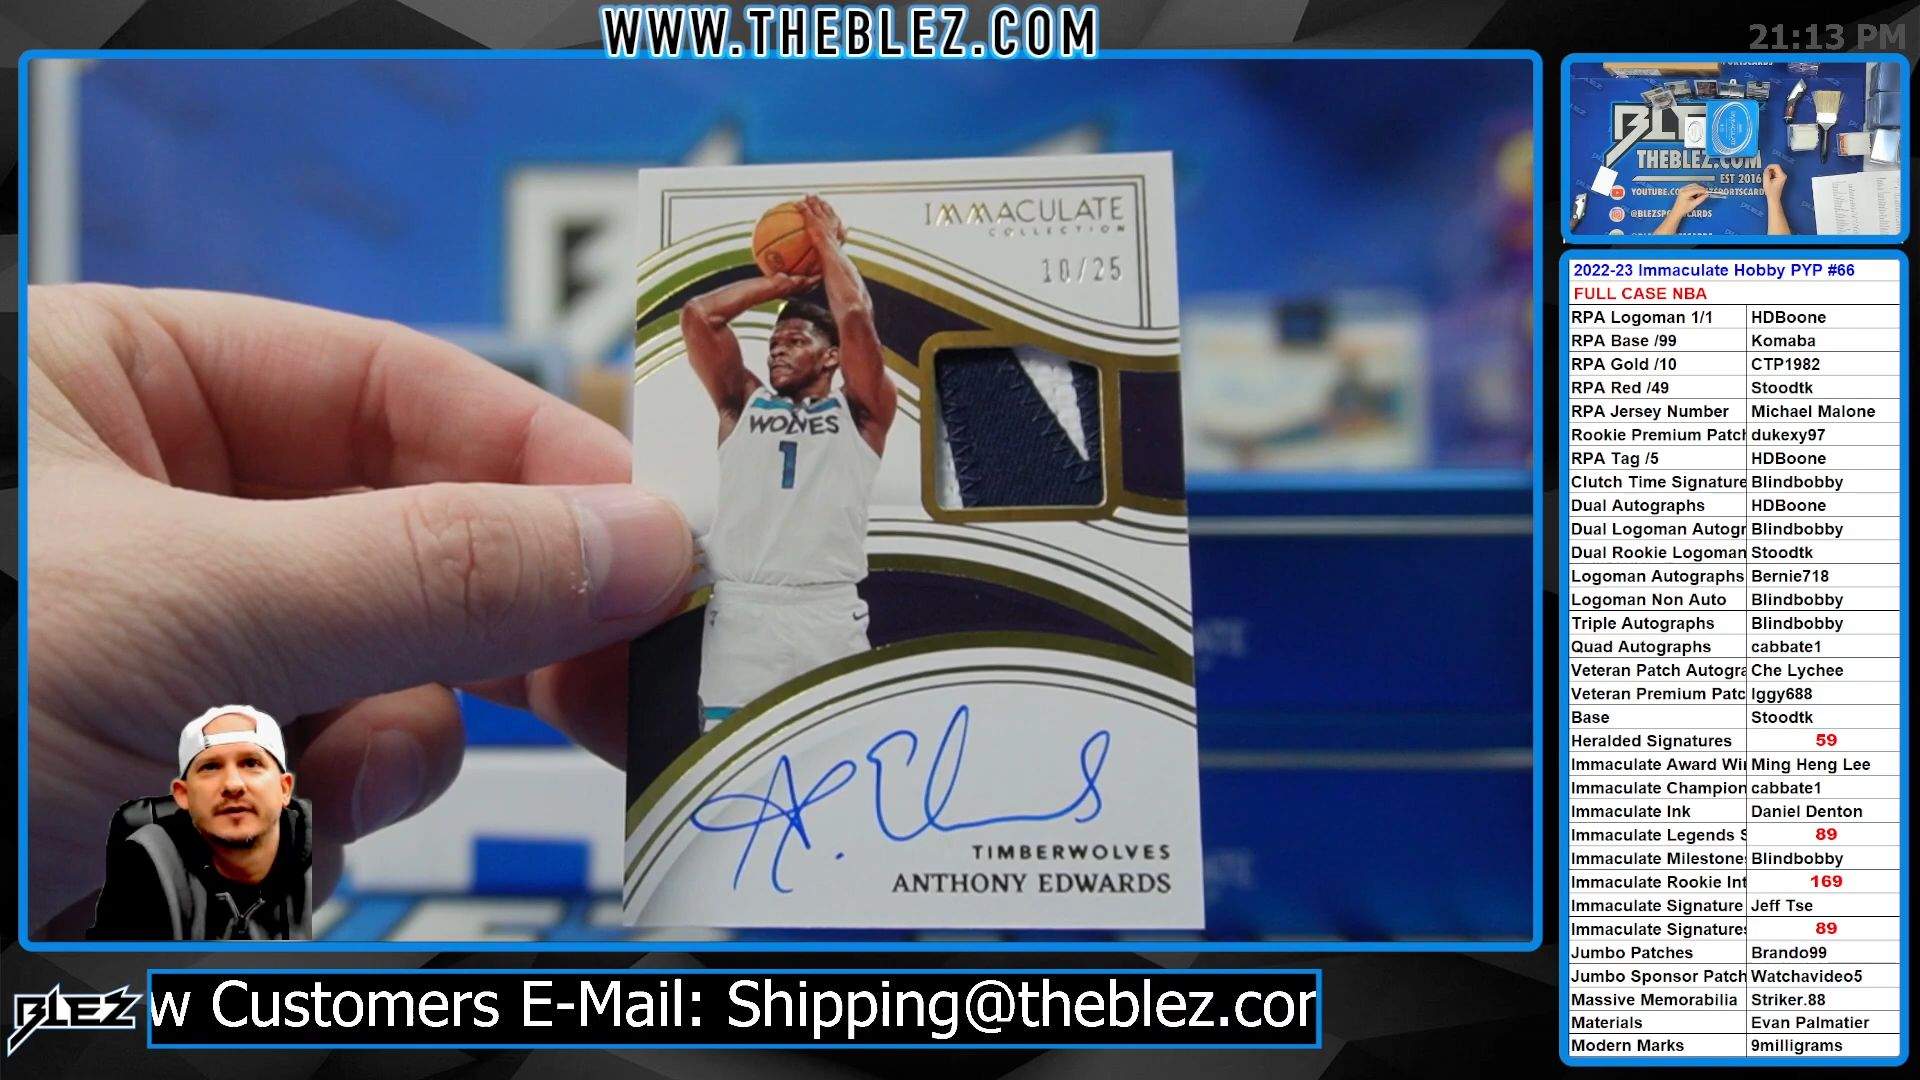 WWW.THEBLEZ.COM
21:13 PM
IMMACULATE
COLLECTION
10/25
WOLVES
1
TIMBERWOLVES
ANTHONY EDWARDS
BLEZ
w Customers E-Mail: Shipping@theblez.com
THEBLEZ.COM
EST 2016
@BLEZSPORTSCARDS
2022-23 Immaculate Hobby PYP #66
FULL CASE NBA
RPA Logoman 1/1 HDBoone
RPA Base /99 Komaba
RPA Gold /10 CTP1982
RPA Red /49 Stoodtk
RPA Jersey Number Michael Malone
Rookie Premium Patch dukexy97
RPA Tag /5 HDBoone
Clutch Time Signature Blindbobby
Dual Autographs HDBoone
Dual Logoman Autogr Blindbobby
Dual Rookie Logoman Stoodtk
Logoman Autographs Bernie718
Logoman Non Auto Blindbobby
Triple Autographs Blindbobby
Quad Autographs cabbate1
Veteran Patch Autogra Che Lychee
Veteran Premium Patc Iggy688
Base Stoodtk
Heralded Signatures 59
Immaculate Award Wi Ming Heng Lee
Immaculate Champion cabbate1
Immaculate Ink Daniel Denton
Immaculate Legends S 89
Immaculate Milestone Blindbobby
Immaculate Rookie Int 169
Immaculate Signature Jeff Tse
Immaculate Signatures 89
Jumbo Patches Brando99
Jumbo Sponsor Patch Watchavideo5
Massive Memorabilia Striker.88
Materials Evan Palmatier
Modern Marks 9milligrams